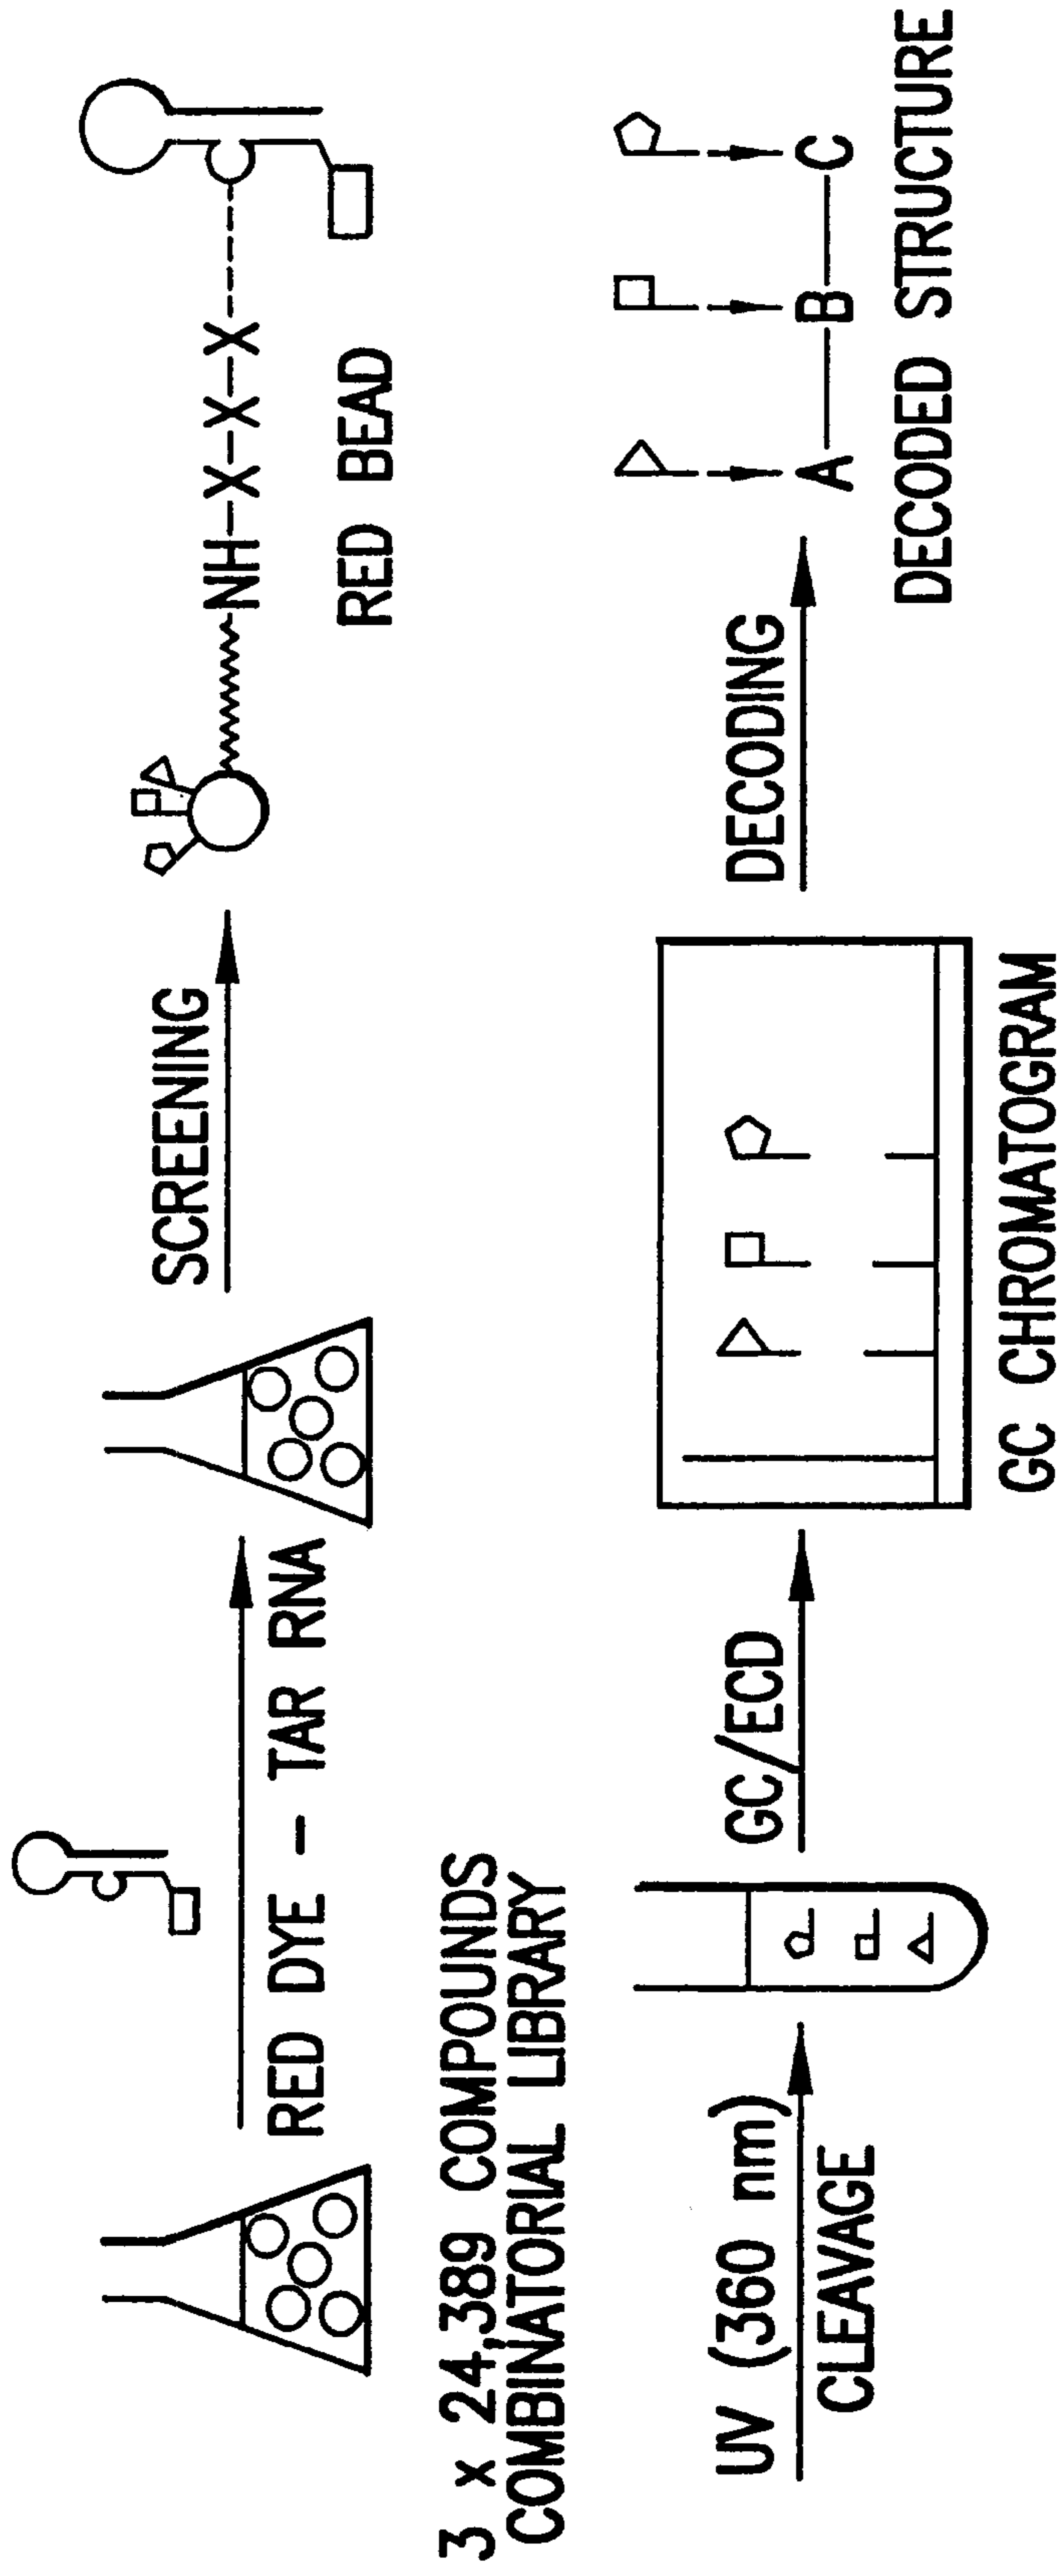 RED DYE – TAR RNA
SCREENING
NH–X–X–X
RED BEAD
3 x 24,389 COMPOUNDS
COMBINATORIAL LIBRARY
UV (360 nm)
CLEAVAGE
GC/ECD
GC CHROMATOGRAM
DECODING
A B C
DECODED STRUCTURE